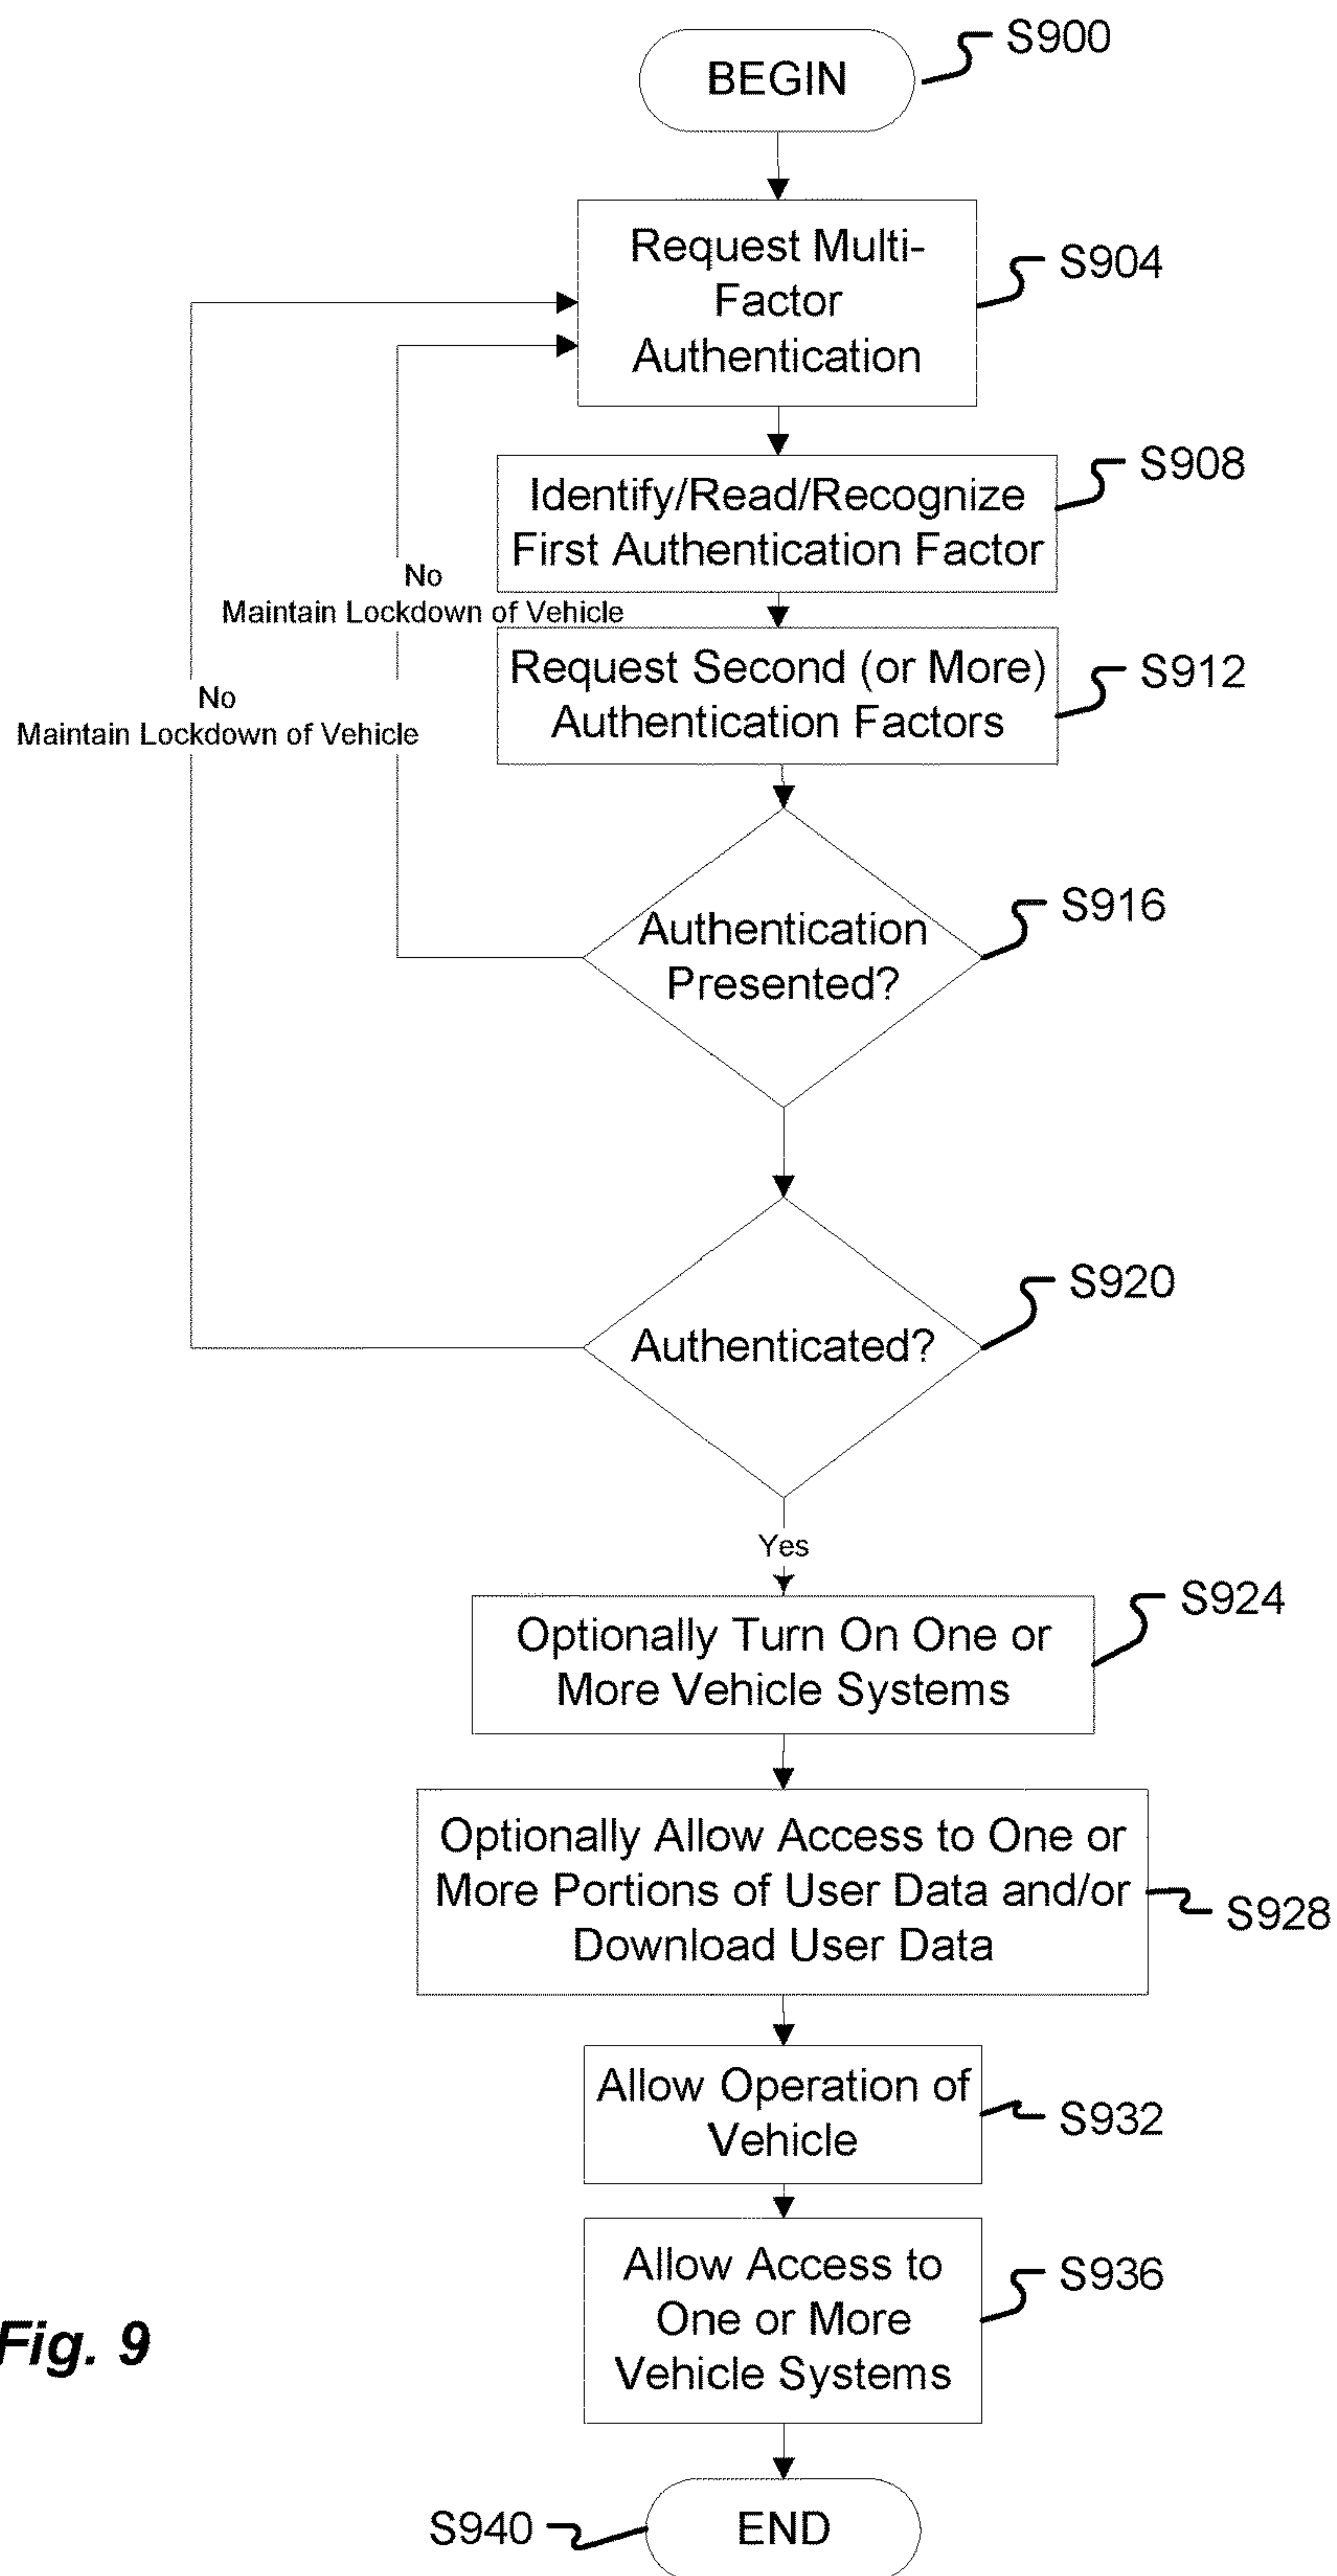 BEGIN
S900
Request Multi-
Factor
Authentication
S904
Identify/Read/Recognize
First Authentication Factor
S908
No
Maintain Lockdown of Vehicle
Request Second (or More)
Authentication Factors
S912
No
Maintain Lockdown of Vehicle
Authentication
Presented?
S916
Authenticated?
S920
Yes
Optionally Turn On One or
More Vehicle Systems
S924
Optionally Allow Access to One or
More Portions of User Data and/or
Download User Data
S928
Allow Operation of
Vehicle
S932
Allow Access to
One or More
Vehicle Systems
S936
Fig. 9
END
S940